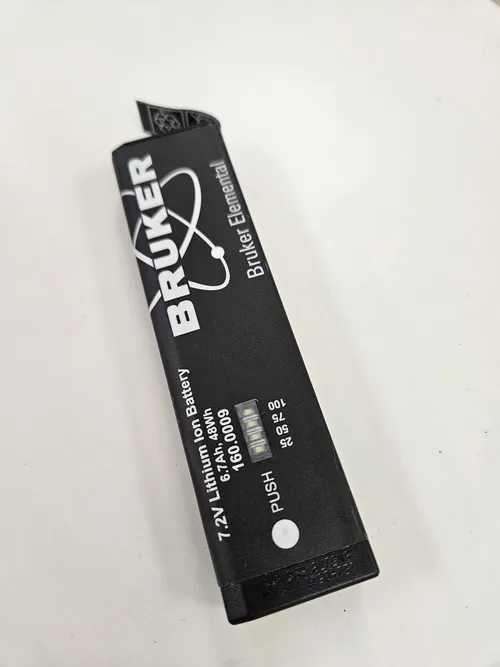 BRUKER
Bruker Elemental
7.2V Lithium Ion Battery
6.7Ah, 48Wh
160.0009
25 50 75 100
PUSH